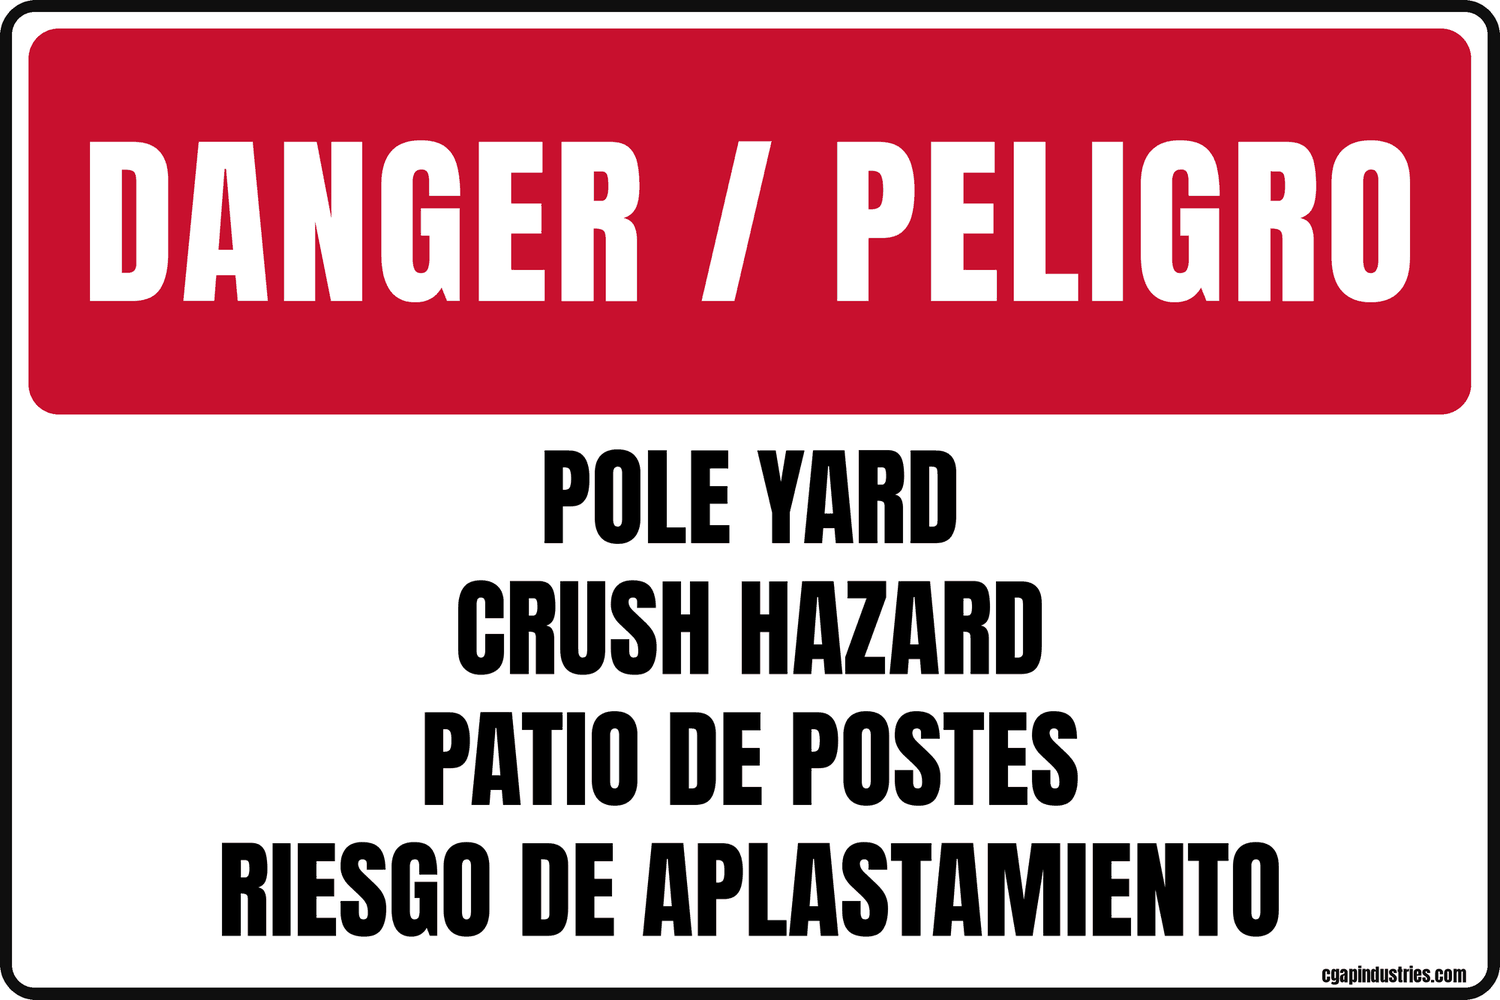 DANGER / PELIGRO
POLE YARD
CRUSH HAZARD
PATIO DE POSTES
RIESGO DE APLASTAMIENTO
cgapindustries.com